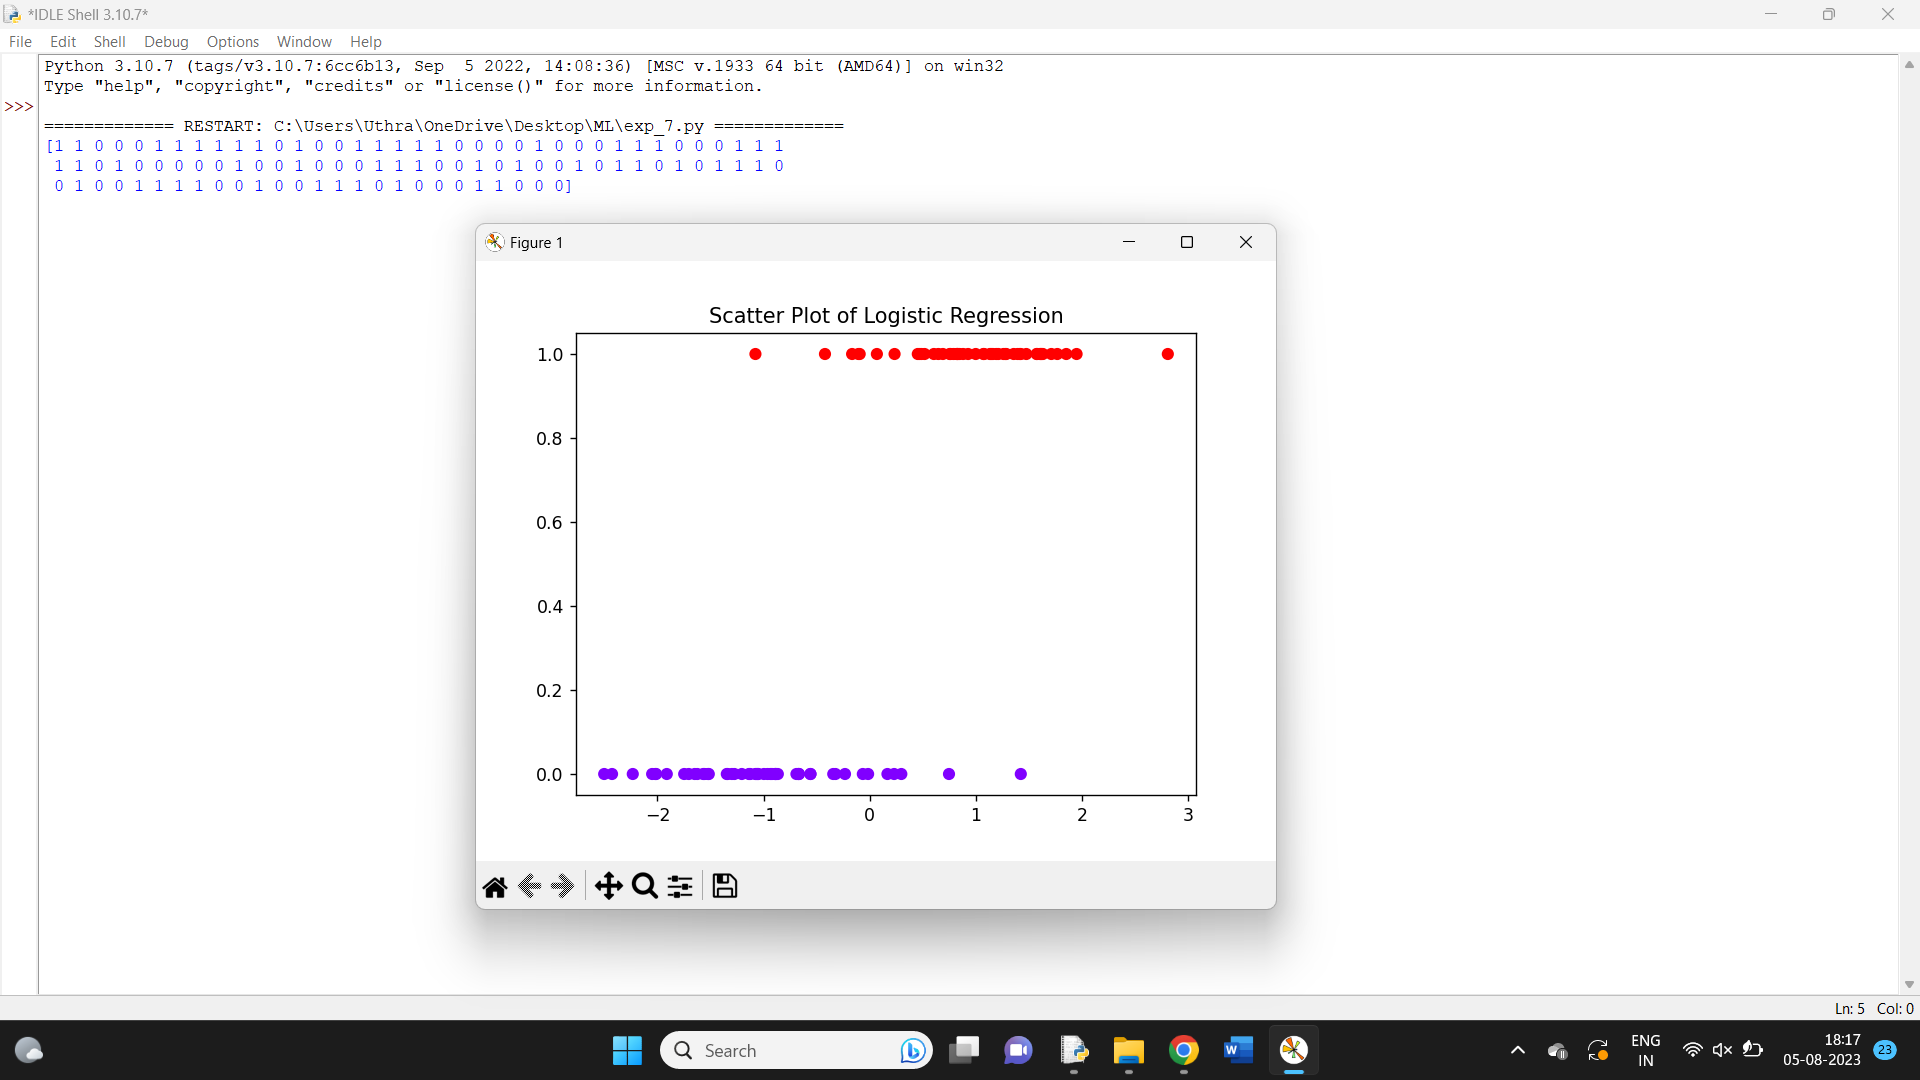 *IDLE Shell 3.10.7*
File Edit Shell Debug Options Window Help
Python 3.10.7 (tags/v3.10.7:6cc6b13, Sep  5 2022, 14:08:36) [MSC v.1933 64 bit (AMD64)] on win32
Type "help", "copyright", "credits" or "license()" for more information.
>>>
============= RESTART: C:\Users\Uthra\OneDrive\Desktop\ML\exp_7.py =============
[1 1 0 0 0 1 1 1 1 1 1 0 1 0 0 1 1 1 1 1 0 0 0 0 1 0 0 0 1 1 1 0 0 0 1 1 1
1 1 0 1 0 0 0 0 0 1 0 0 1 0 0 0 1 1 1 0 0 1 0 1 0 0 1 0 1 1 0 1 0 1 1 1 0
0 1 0 0 1 1 1 1 0 0 1 0 0 1 1 1 0 1 0 0 0 1 1 0 0 0]
Figure 1
Scatter Plot of Logistic Regression
1.0
0.8
0.6
0.4
0.2
0.0
−2 −1 0 1 2 3
Ln: 5 Col: 0
Search
ENG
IN
18:17
05-08-2023
23